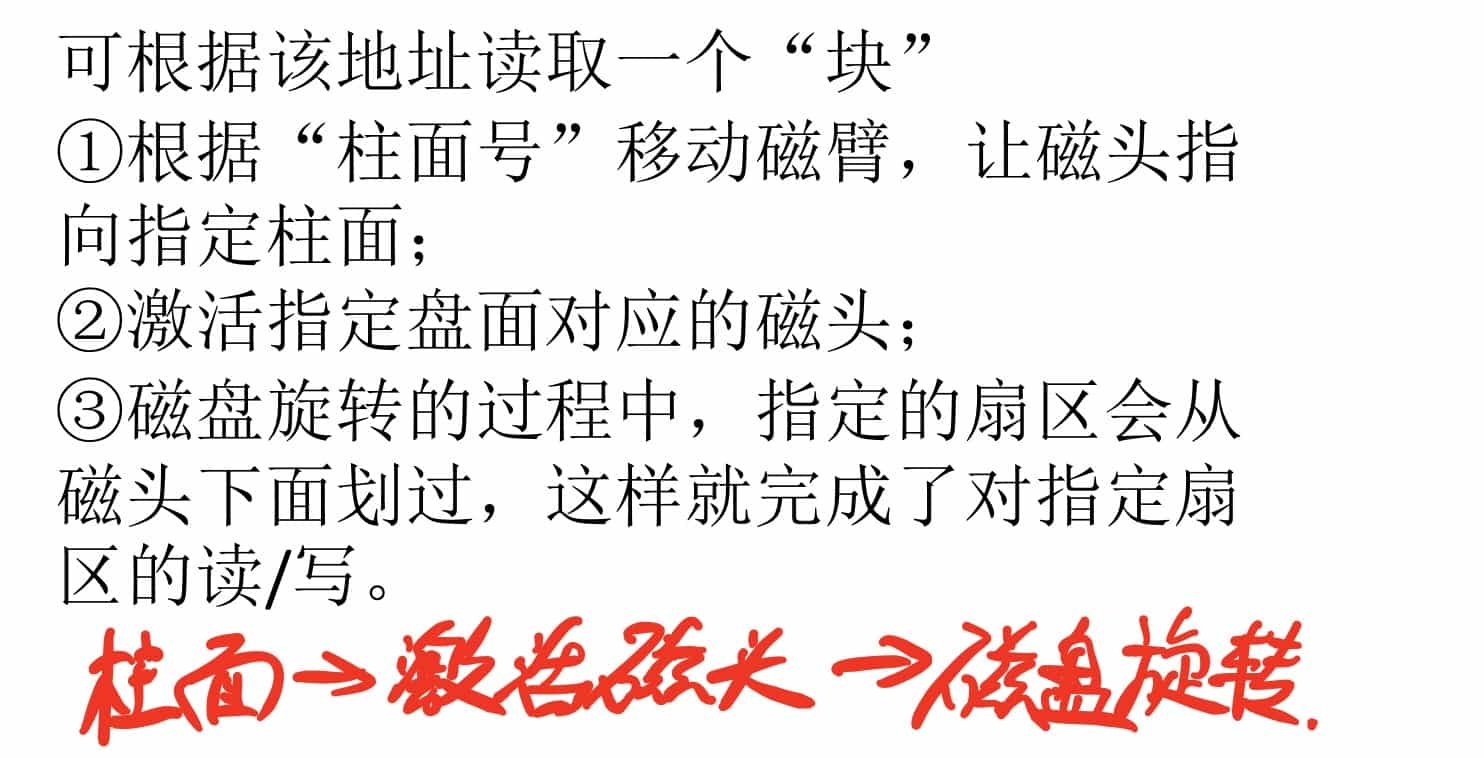 可根据该地址读取一个“块”
①根据“柱面号”移动磁臂，让磁头指
向指定柱面；
②激活指定盘面对应的磁头；
③磁盘旋转的过程中，指定的扇区会从
磁头下面划过，这样就完成了对指定扇
区的读/写。
柱面→激活磁头→磁盘旋转.